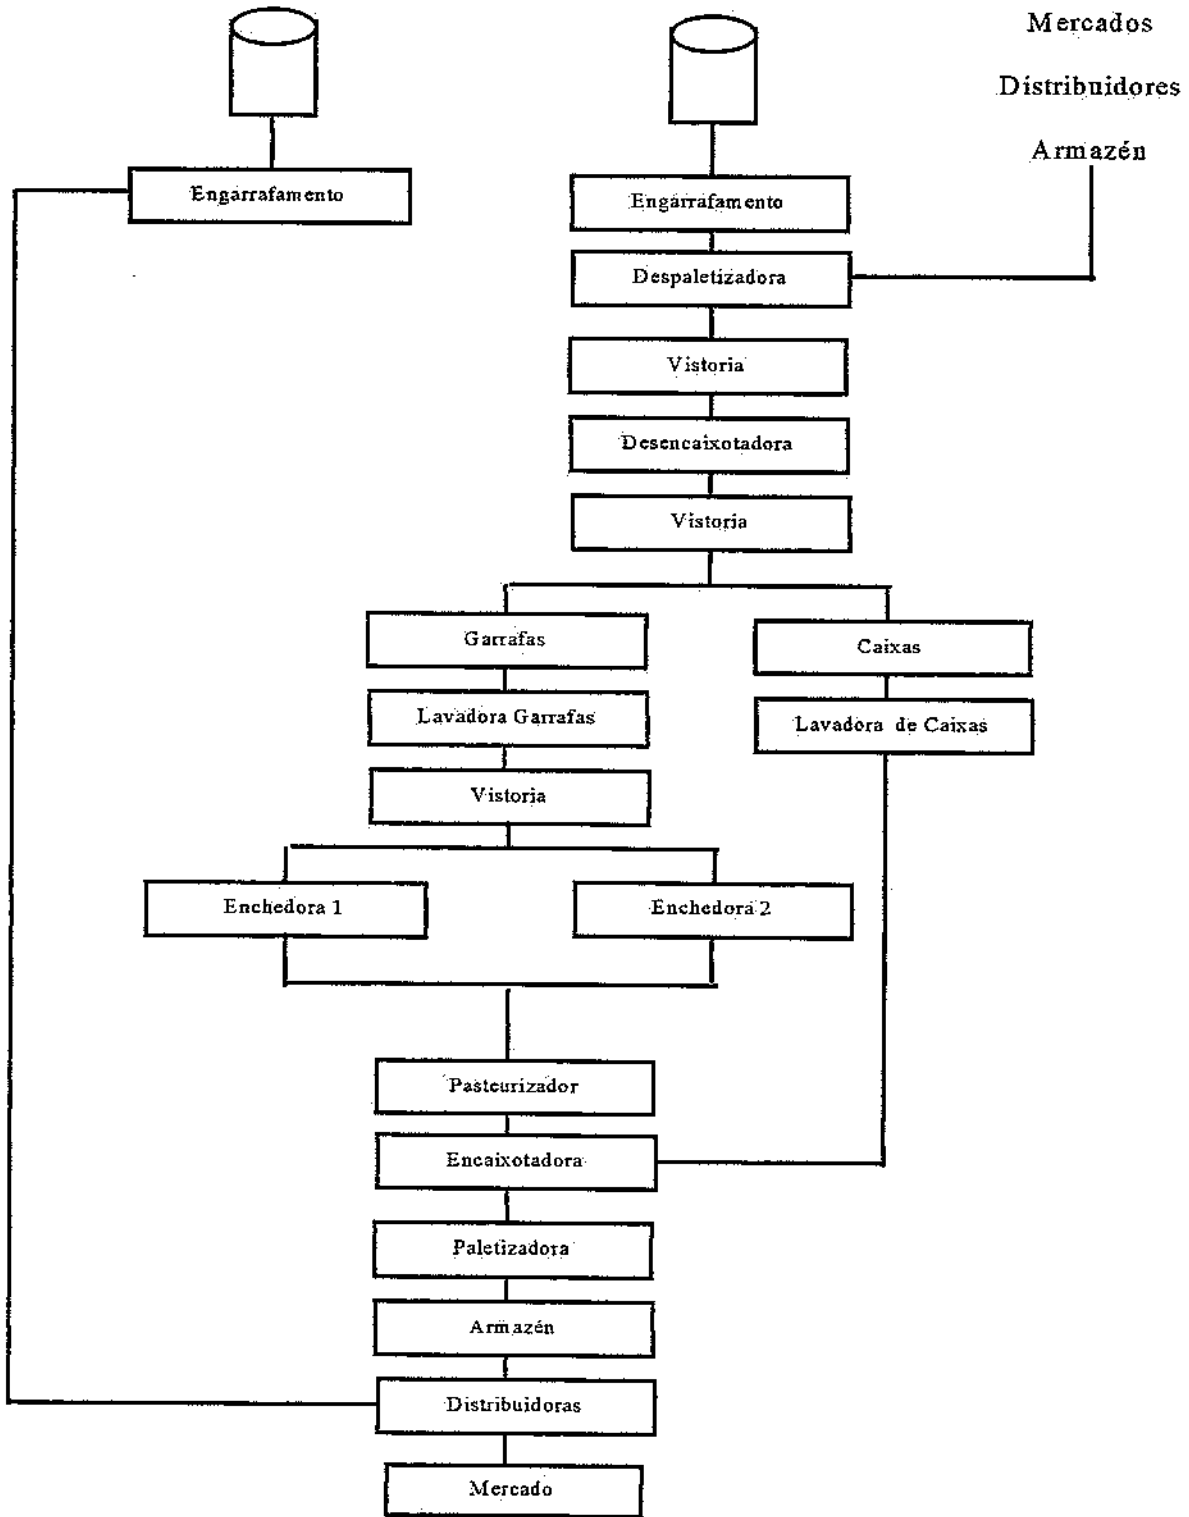 Mercados
Distribuidores
Armazén
Engarrafamento
Engarrafamento
Despaletizadora
Vistoria
Desencaixotadora
Vistoria
Garrafas
Caixas
Lavadora Garrafas
Lavadora de Caixas
Vistoria
Enchedora 1
Enchedora 2
Pasteurizador
Encaixotadora
Paletizadora
Armazén
Distribuidoras
Mercado